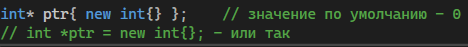 int* ptr{ new int{} };    // значение по умолчанию - 0
// int *ptr = new int{}; - или так